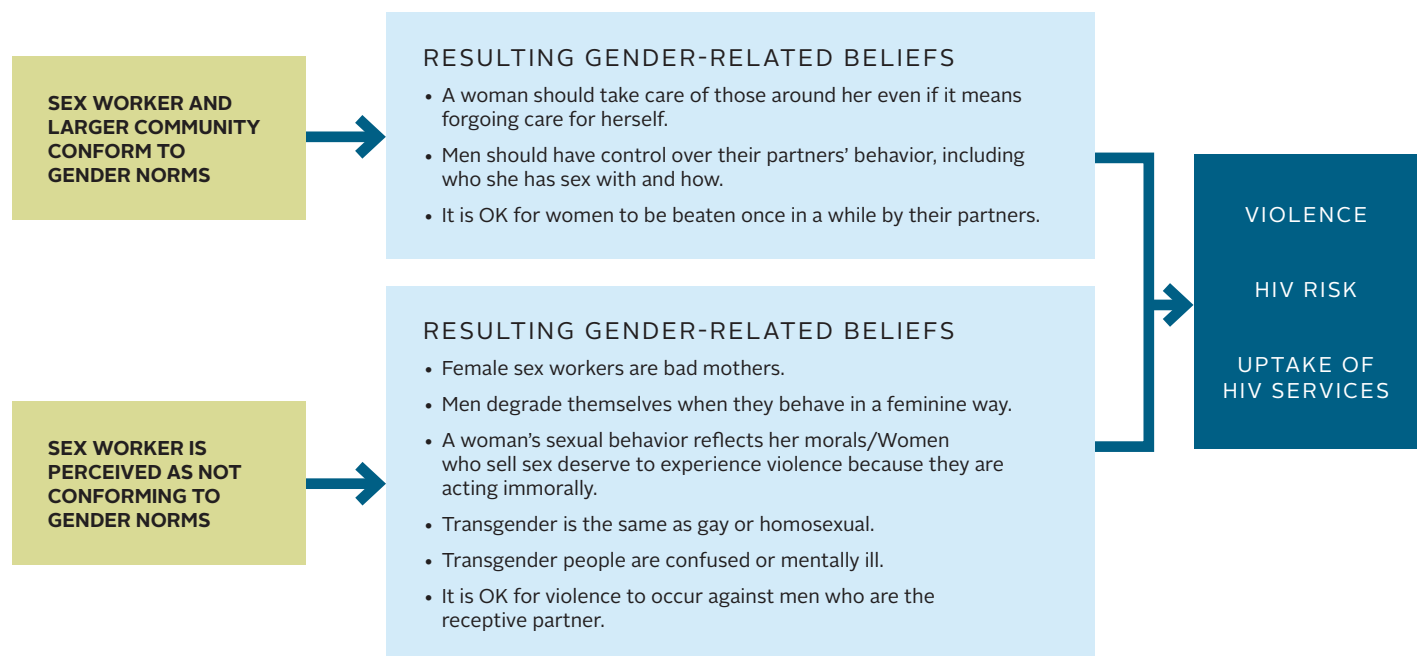 SEX WORKER AND
LARGER COMMUNITY
CONFORM TO
GENDER NORMS
RESULTING GENDER-RELATED BELIEFS
• A woman should take care of those around her even if it means
forgoing care for herself.
• Men should have control over their partners’ behavior, including
who she has sex with and how.
• It is OK for women to be beaten once in a while by their partners.
SEX WORKER IS
PERCEIVED AS NOT
CONFORMING TO
GENDER NORMS
RESULTING GENDER-RELATED BELIEFS
• Female sex workers are bad mothers.
• Men degrade themselves when they behave in a feminine way.
• A woman’s sexual behavior reflects her morals/Women
who sell sex deserve to experience violence because they are
acting immorally.
• Transgender is the same as gay or homosexual.
• Transgender people are confused or mentally ill.
• It is OK for violence to occur against men who are the
receptive partner.
VIOLENCE
HIV RISK
UPTAKE OF
HIV SERVICES